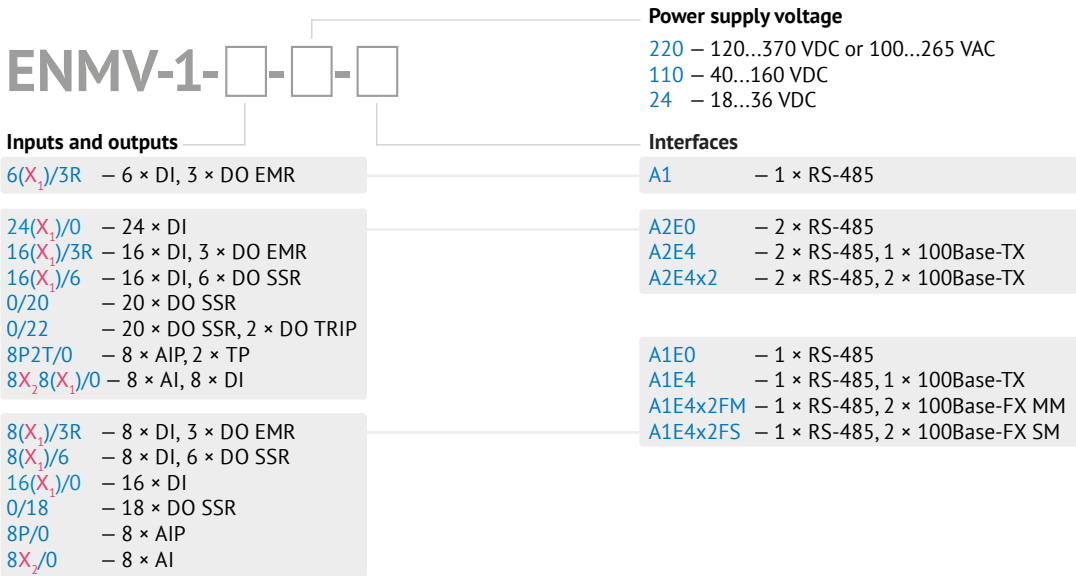 Power supply voltage
220 – 120...370 VDC or 100...265 VAC
110 – 40...160 VDC
24 – 18...36 VDC
ENMV-1-□-□-□
Inputs and outputs
6(X₁)/3R – 6 × DI, 3 × DO EMR
24(X₁)/0 – 24 × DI
16(X₁)/3R – 16 × DI, 3 × DO EMR
16(X₁)/6 – 16 × DI, 6 × DO SSR
0/20 – 20 × DO SSR
0/22 – 20 × DO SSR, 2 × DO TRIP
8P2T/0 – 8 × AIP, 2 × TP
8X₂8(X₁)/0 – 8 × AI, 8 × DI
8(X₁)/3R – 8 × DI, 3 × DO EMR
8(X₁)/6 – 8 × DI, 6 × DO SSR
16(X₁)/0 – 16 × DI
0/18 – 18 × DO SSR
8P/0 – 8 × AIP
8X₂/0 – 8 × AI
Interfaces
A1 – 1 × RS-485
A2E0 – 2 × RS-485
A2E4 – 2 × RS-485, 1 × 100Base-TX
A2E4x2 – 2 × RS-485, 2 × 100Base-TX
A1E0 – 1 × RS-485
A1E4 – 1 × RS-485, 1 × 100Base-TX
A1E4x2FM – 1 × RS-485, 2 × 100Base-FX MM
A1E4x2FS – 1 × RS-485, 2 × 100Base-FX SM